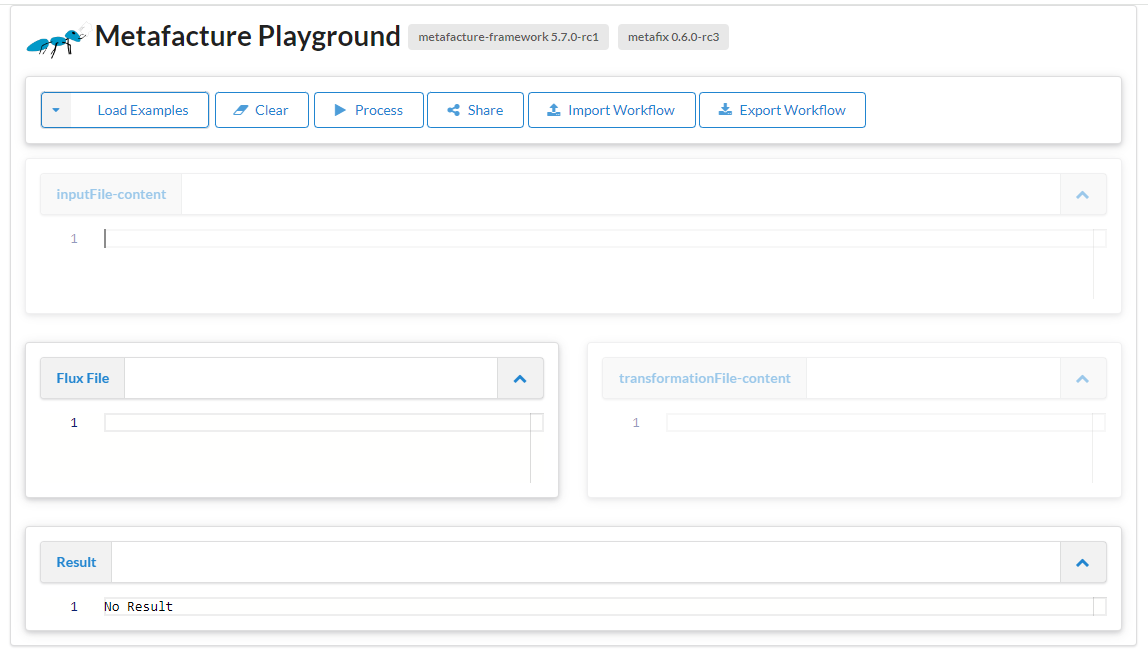 Metafacture Playground metafacture-framework 5.7.0-rc1 metafix 0.6.0-rc3
Load Examples Clear Process Share Import Workflow Export Workflow
inputFile-content
1
Flux File
1
transformationFile-content
1
Result
1 No Result